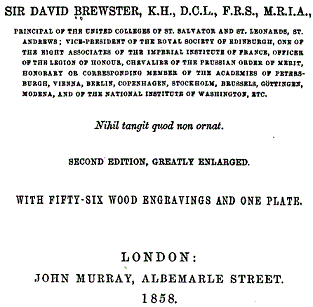 SIR DAVID BREWSTER, K.H., D.C.L., F.R.S., M.R.I.A.,
PRINCIPAL OF THE UNITED COLLEGES OF ST. SALVATOR AND ST. LEONARDS, ST.
ANDREWS; VICE-PRESIDENT OF THE ROYAL SOCIETY OF EDINBURGH, ONE OF
THE EIGHT ASSOCIATES OF THE IMPERIAL INSTITUTE OF FRANCE, OFFICER
OF THE LEGION OF HONOUR, CHEVALIER OF THE PRUSSIAN ORDER OF MERIT,
HONORARY OR CORRESPONDING MEMBER OF THE ACADEMIES OF PETERS-
BURGH, VIENNA, BERLIN, COPENHAGEN, STOCKHOLM, BRUSSELS, GÖTTINGEN,
MODENA, AND OF THE NATIONAL INSTITUTE OF WASHINGTON, ETC.
Nihil tangit quod non ornat.
SECOND EDITION, GREATLY ENLARGED.
WITH FIFTY-SIX WOOD ENGRAVINGS AND ONE PLATE.
LONDON:
JOHN MURRAY, ALBEMARLE STREET.
1858.